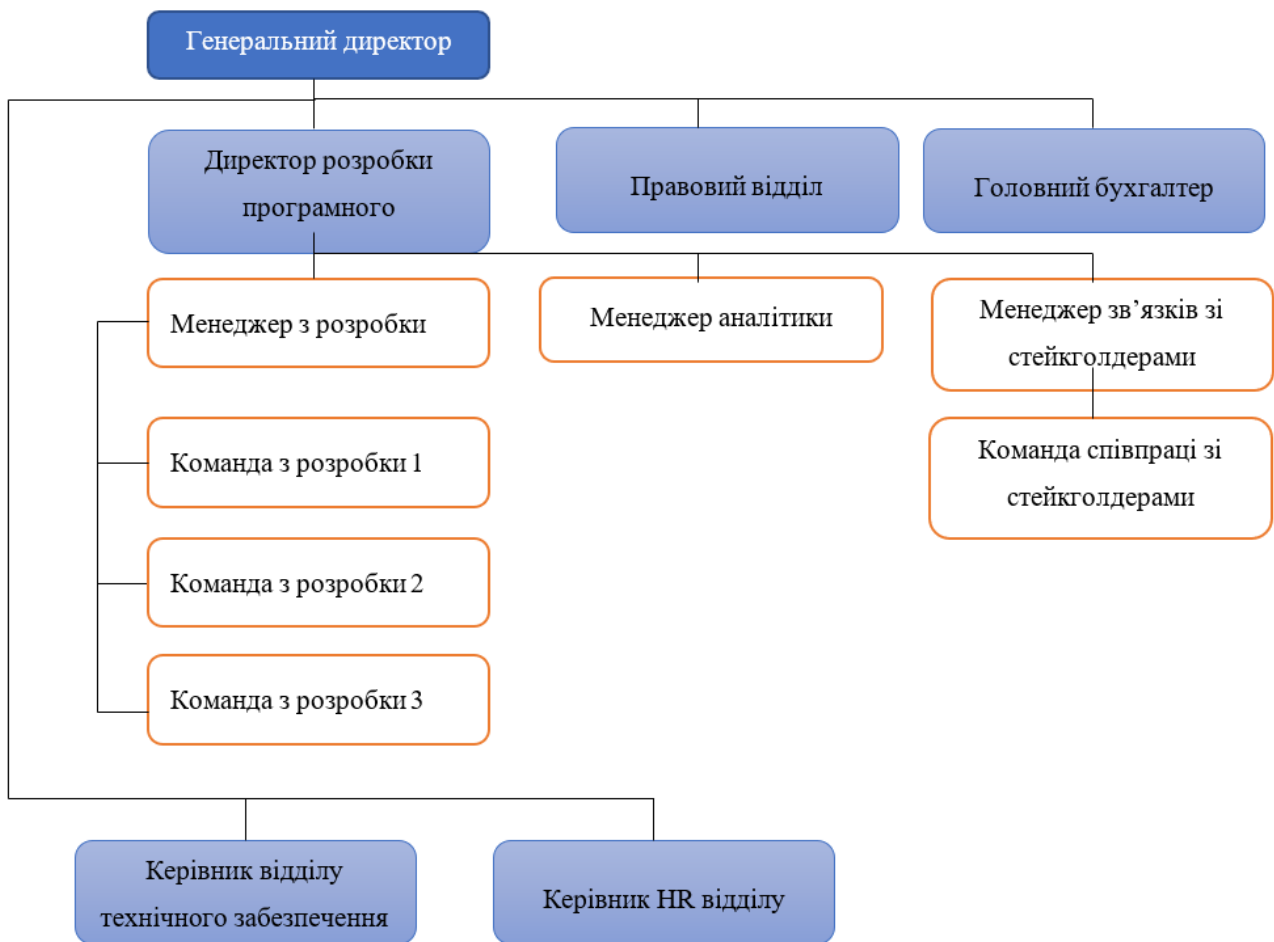 Генеральний директор
Директор розробки
програмного
Правовий відділ
Головний бухгалтер
Менеджер з розробки
Менеджер аналітики
Менеджер зв’язків зі
стейкголдерами
Команда з розробки 1
Команда співпраці зі
стейкголдерами
Команда з розробки 2
Команда з розробки 3
Керівник відділу
технічного забезпечення
Керівник HR відділу